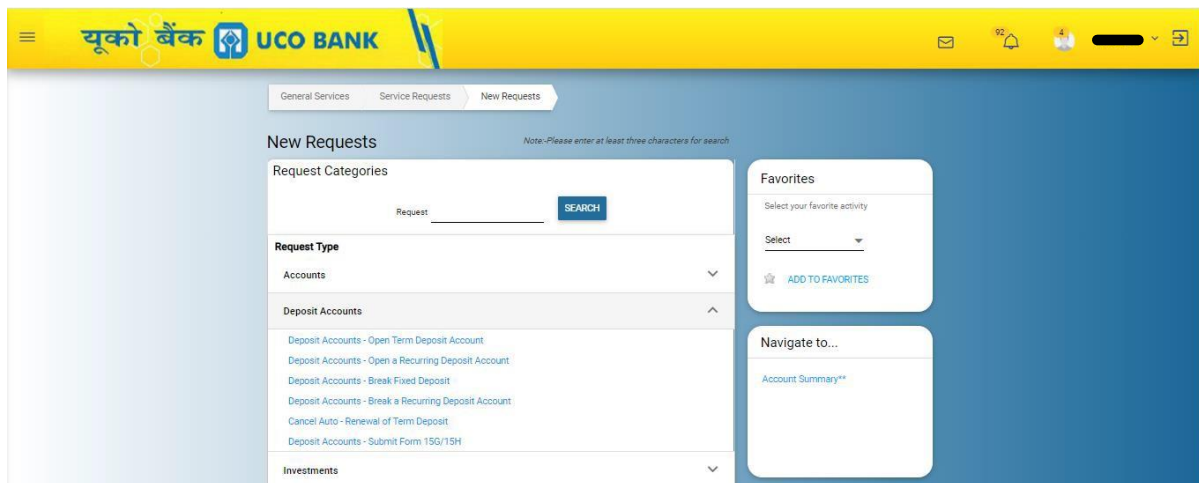 यूको बैंक UCO BANK
92
4
General Services Service Requests New Requests
New Requests
Note:-Please enter at least three characters for search
Request Categories
Request SEARCH
Request Type
Accounts
Deposit Accounts
Deposit Accounts - Open Term Deposit Account
Deposit Accounts - Open a Recurring Deposit Account
Deposit Accounts - Break Fixed Deposit
Deposit Accounts - Break a Recurring Deposit Account
Cancel Auto - Renewal of Term Deposit
Deposit Accounts - Submit Form 15G/15H
Investments
Favorites
Select your favorite activity
Select
ADD TO FAVORITES
Navigate to...
Account Summary**